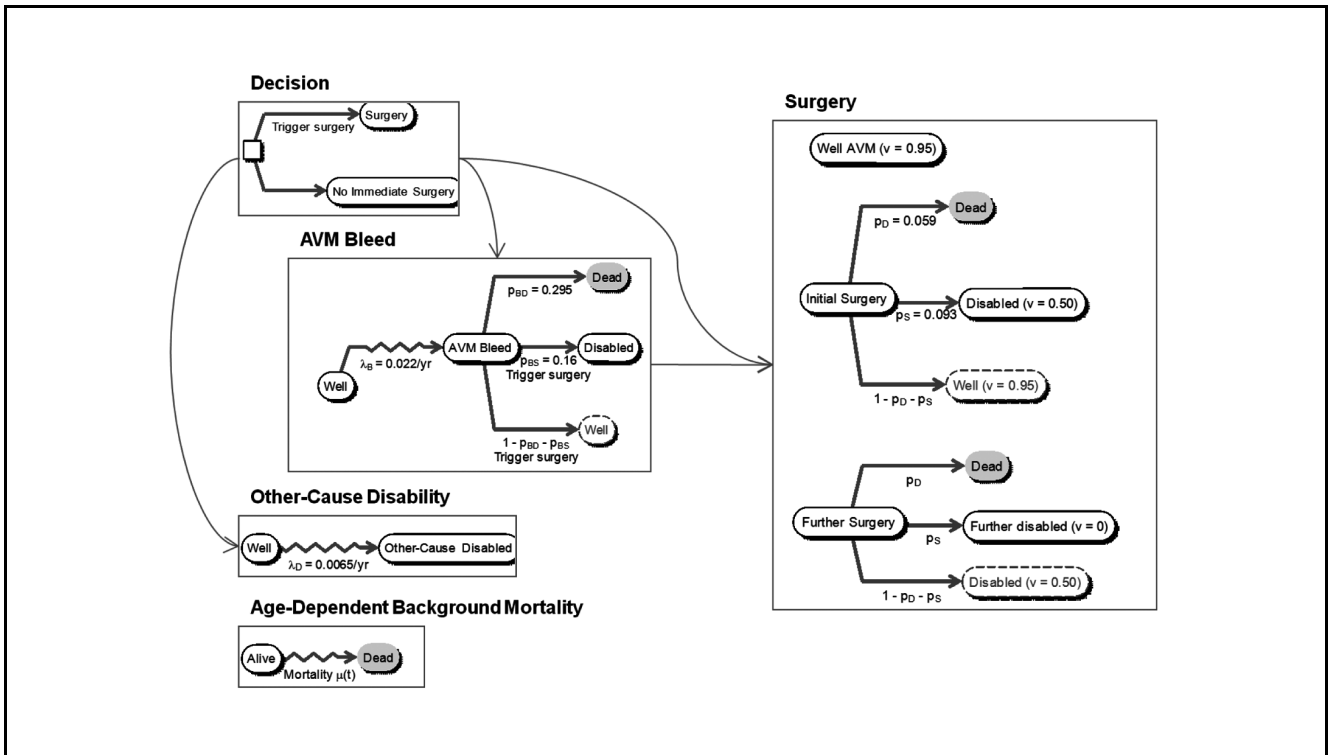 Decision
Surgery
Trigger surgery
No Immediate Surgery
AVM Bleed
Dead
pBD = 0.295
AVM Bleed
Disabled
λB = 0.022/yr
pBS = 0.16
Trigger surgery
Well
Well
1 - pBD - pBS
Trigger surgery
Other-Cause Disability
Well
Other-Cause Disabled
λD = 0.0065/yr
Age-Dependent Background Mortality
Alive
Dead
Mortality μ(t)
Surgery
Well AVM (v = 0.95)
Dead
pD = 0.059
Initial Surgery
Disabled (v = 0.50)
pS = 0.093
Well (v = 0.95)
1 - pD - pS
Dead
pD
Further Surgery
Further disabled (v = 0)
pS
Disabled (v = 0.50)
1 - pD - pS